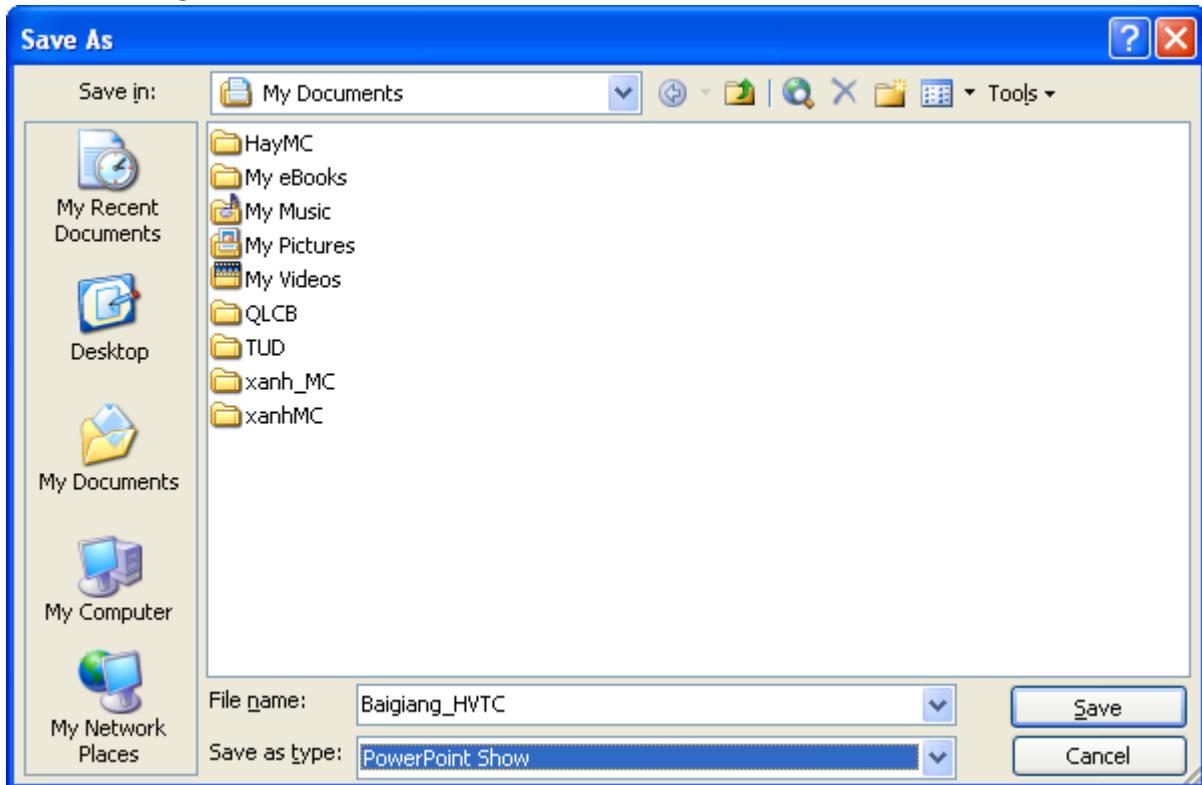 Save As
Save in:
My Documents
Tools
My Recent
Documents
Desktop
My Documents
My Computer
My Network
Places
HayMC
My eBooks
My Music
My Pictures
My Videos
QLCB
TUD
xanh_MC
xanhMC
File name:
Baigiang_HVTC
Save
Save as type:
PowerPoint Show
Cancel